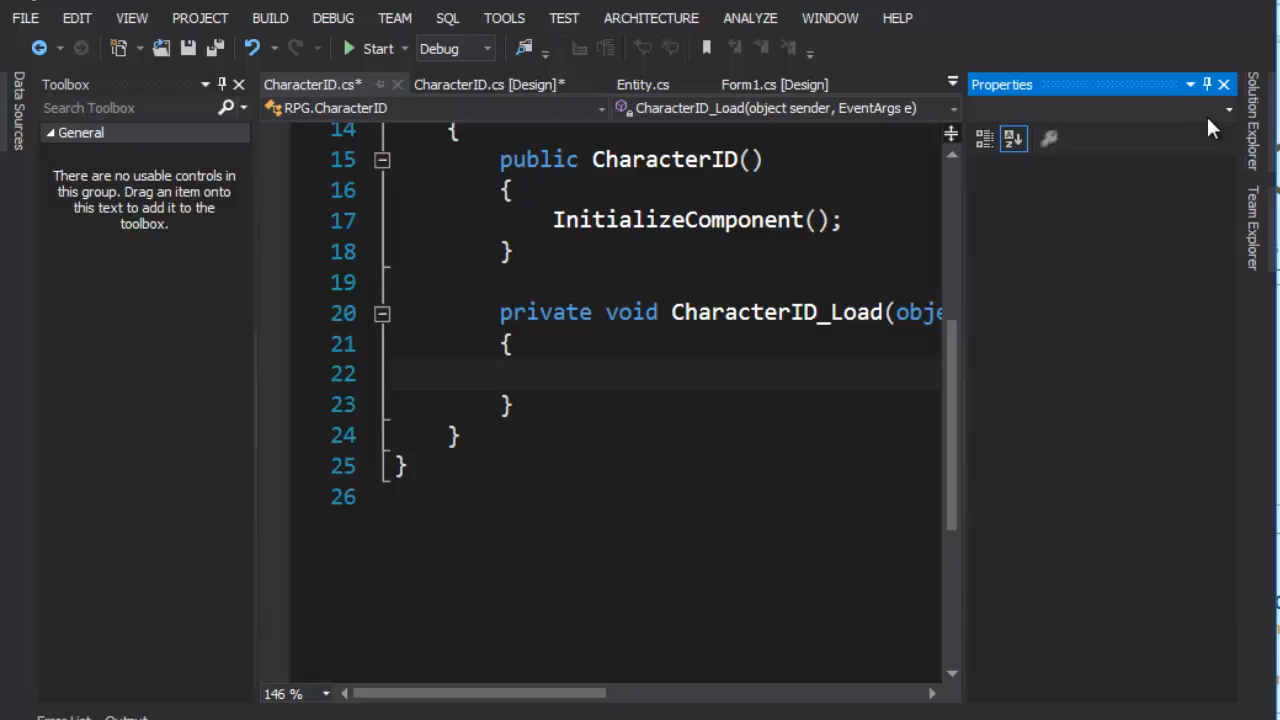 FILE EDIT VIEW PROJECT BUILD DEBUG TEAM SQL TOOLS TEST ARCHITECTURE ANALYZE WINDOW HELP
Start Debug
Data Sources
Toolbox
Search Toolbox
General
There are no usable controls in
this group. Drag an item onto
this text to add it to the
toolbox.
CharacterID.cs* CharacterID.cs [Design]* Entity.cs Form1.cs [Design]
RPG.CharacterID CharacterID_Load(object sender, EventArgs e)
14 {
15 public CharacterID()
16 {
17 InitializeComponent();
18 }
19
20 private void CharacterID_Load(obje
21 {
22
23 }
24 }
25 }
26
146 %
Properties
Solution Explorer
Team Explorer
Error List Output